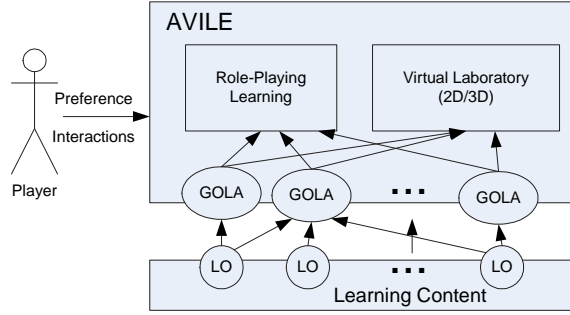 AVILE
Role-Playing
Learning
Virtual Laboratory
(2D/3D)
Preference
Interactions
Player
GOLA
GOLA
...
GOLA
LO
LO
...
LO
Learning Content